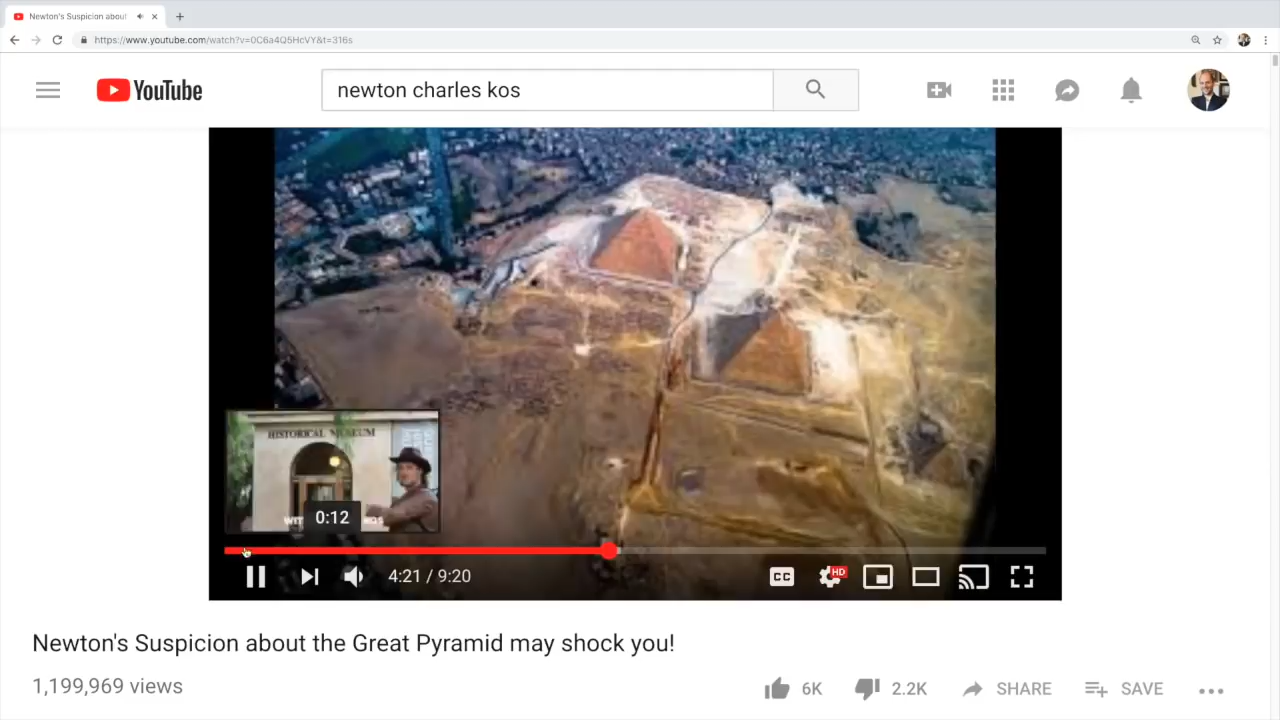 Newton's Suspicion about
https://www.youtube.com/watch?v=0C6a4Q5HcVY&t=316s
YouTube
newton charles kos
HISTORICAL MUSEUM
0:12
4:21 / 9:20
CC
HD
Newton's Suspicion about the Great Pyramid may shock you!
1,199,969 views
6K
2.2K
SHARE
SAVE